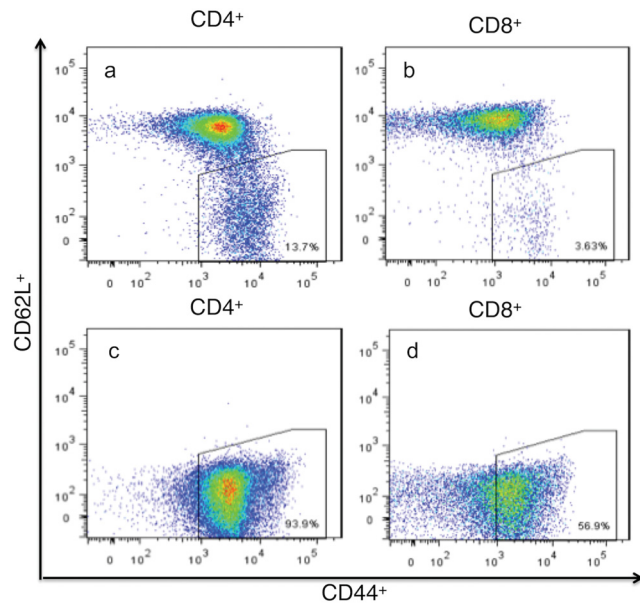 CD4⁺ CD8⁺
a b
10⁵ 10⁵
10⁴ 10⁴
10³ 10³
10² 10²
0 0
13.7% 3.63%
0 10² 10³ 10⁴ 10⁵ 0 10² 10³ 10⁴ 10⁵
CD62L⁺
CD4⁺ CD8⁺
c d
10⁵ 10⁵
10⁴ 10⁴
10³ 10³
10² 10²
0 0
93.9% 56.9%
0 10² 10³ 10⁴ 10⁵ 0 10² 10³ 10⁴ 10⁵
CD44⁺